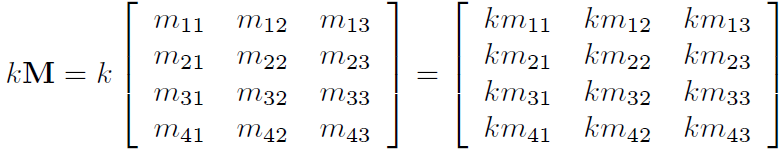 kM = k [ m₁₁ m₁₂ m₁₃ ] = [ km₁₁ km₁₂ km₁₃ ]
[ m₂₁ m₂₂ m₂₃ ] [ km₂₁ km₂₂ km₂₃ ]
[ m₃₁ m₃₂ m₃₃ ] [ km₃₁ km₃₂ km₃₃ ]
[ m₄₁ m₄₂ m₄₃ ] [ km₄₁ km₄₂ km₄₃ ]